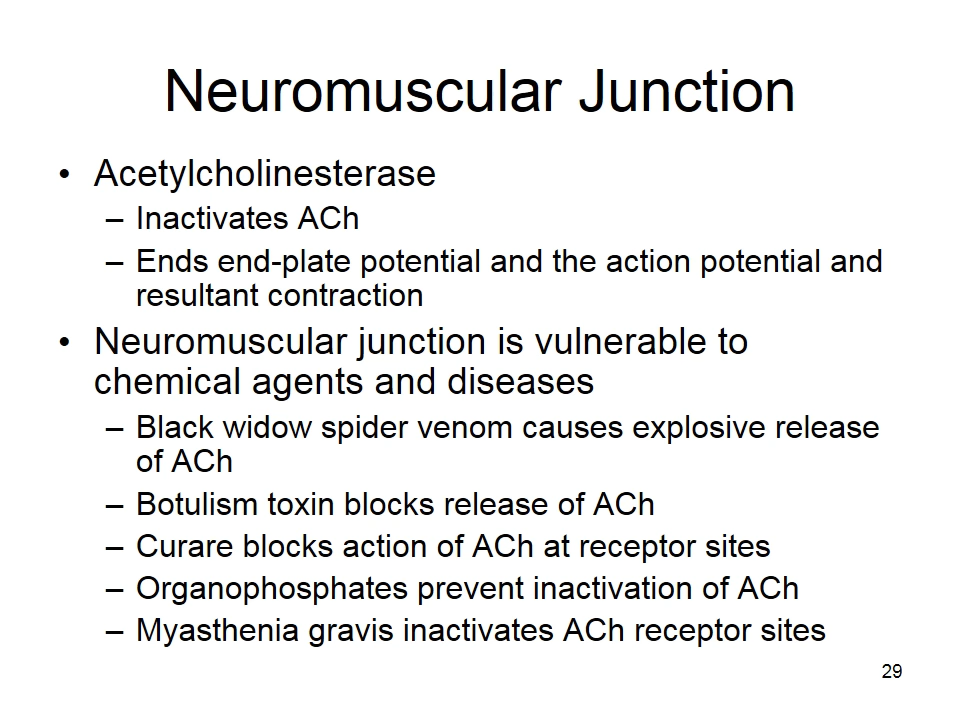 Neuromuscular Junction
• Acetylcholinesterase
– Inactivates ACh
– Ends end-plate potential and the action potential and
resultant contraction
• Neuromuscular junction is vulnerable to
chemical agents and diseases
– Black widow spider venom causes explosive release
of ACh
– Botulism toxin blocks release of ACh
– Curare blocks action of ACh at receptor sites
– Organophosphates prevent inactivation of ACh
– Myasthenia gravis inactivates ACh receptor sites
29